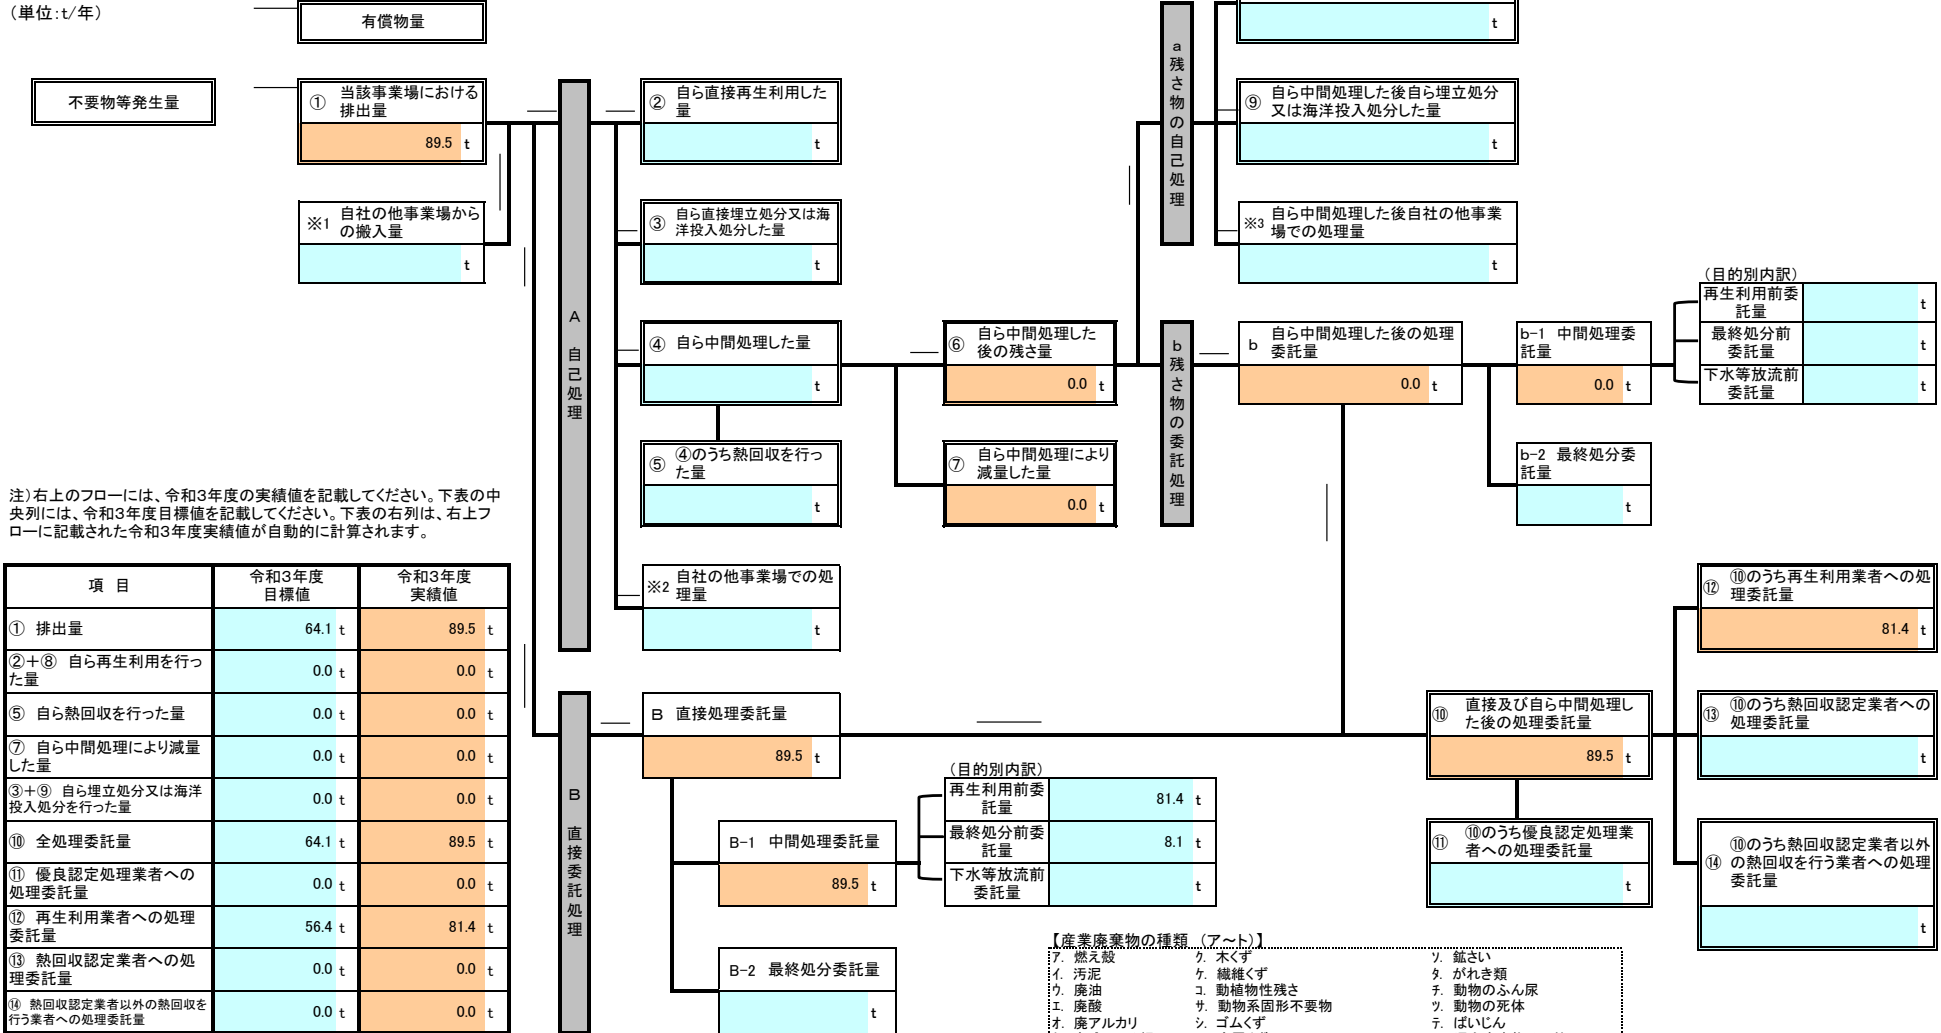 （単位:t/年）
有償物量
t
不要物等発生量
① 当該事業場における
排出量
89.5 t
※1 自社の他事業場から
の搬入量
t
A 自己処理
② 自ら直接再生利用した
量
t
③ 自ら直接埋立処分又は海
洋投入処分した量
t
④ 自ら中間処理した量
t
⑤ ④のうち熱回収を行っ
た量
t
※2 自社の他事業場での処
理量
t
⑥ 自ら中間処理した
後の残さ量
0.0 t
⑦ 自ら中間処理により
減量した量
0.0 t
a 残さ物の自己処理
⑨ 自ら中間処理した後自ら埋立処分
又は海洋投入処分した量
t
※3 自ら中間処理した後自社の他事業
場での処理量
t
b 残さ物の委託処理
b 自ら中間処理した後の処理
委託量
0.0 t
b-1 中間処理委
託量
0.0 t
b-2 最終処分委
託量
t
（目的別内訳）
再生利用前委
託量
t
最終処分前
委託量
t
下水等放流前
委託量
t
注）右上のフローには、令和3年度の実績値を記載してください。下表の中
央列には、令和3年度目標値を記載してください。下表の右列は、右上フ
ローに記載された令和3年度実績値が自動的に計算されます。
項 目 令和3年度 目標値 令和3年度 実績値
① 排出量 64.1 t 89.5 t
②＋⑧ 自ら再生利用を行っ
た量 0.0 t 0.0 t
⑤ 自ら熱回収を行った量 0.0 t 0.0 t
⑦ 自ら中間処理により減量
した量 0.0 t 0.0 t
③＋⑨ 自ら埋立処分又は海洋
投入処分を行った量 0.0 t 0.0 t
⑩ 全処理委託量 64.1 t 89.5 t
⑪ 優良認定処理業者への
処理委託量 0.0 t 0.0 t
⑫ 再生利用業者への処理
委託量 56.4 t 81.4 t
⑬ 熱回収認定業者への処
理委託量 0.0 t 0.0 t
⑭ 熱回収認定業者以外の熱回収を
行う業者への処理委託量 0.0 t 0.0 t
B 直接委託処理
B 直接処理委託量
89.5 t
B-1 中間処理委託量
89.5 t
B-2 最終処分委託量
t
（目的別内訳）
再生利用前委
託量
81.4 t
最終処分前委
託量
8.1 t
下水等放流前
委託量
t
⑩ 直接及び自ら中間処理し
た後の処理委託量
89.5 t
⑪ ⑩のうち優良認定処理業
者への処理委託量
t
⑫ ⑩のうち再生利用業者への処
理委託量
81.4 t
⑬ ⑩のうち熱回収認定業者への
処理委託量
t
⑭ ⑩のうち熱回収認定業者以外
の熱回収を行う業者への処理
委託量
t
【産業廃棄物の種類 （ア～ト）】
ア. 燃え殻 ク. 木くず ソ. 鉱さい
イ. 汚泥 ケ. 繊維くず タ. がれき類
ウ. 廃油 コ. 動植物性残さ チ. 動物のふん尿
エ. 廃酸 サ. 動物系固形不要物 ツ. 動物の死体
オ. 廃アルカリ シ. ゴムくず テ. ばいじん